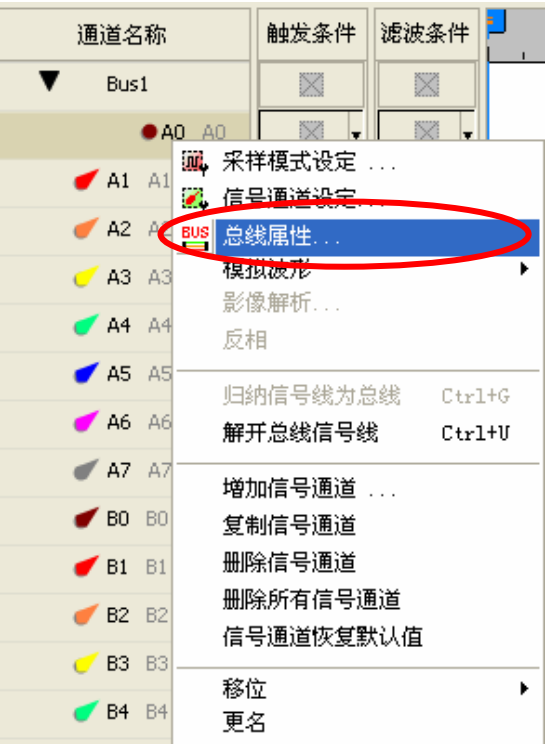 通道名称 触发条件 滤波条件
Bus1
A0 A0
采样模式设定 ...
A1 A1
信号通道设定...
A2 A2
BUS 总线属性...
A3 A3
模拟波形
影像解析...
A4 A4
反相
A5 A5
归纳信号线为总线 Ctrl+G
A6 A6
解开总线信号线 Ctrl+U
A7 A7
增加信号通道 ...
B0 B0
复制信号通道
B1 B1
删除信号通道
删除所有信号通道
B2 B2
信号通道恢复默认值
B3 B3
移位
B4 B4
更名